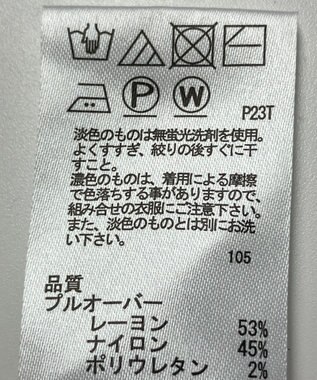 P
W
P23T
淡色のものは無蛍光洗剤を使用。
よくすすぎ、絞りの後すぐに干
すこと。
濃色のものは、着用による摩擦
で色落ちする事がありますので、
組み合せの衣服にご注意下さい。
また、淡色のものとは別にお洗
い下さい。
105
品質
プルオーバー
レーヨン 53%
ナイロン 45%
ポリウレタン 2%